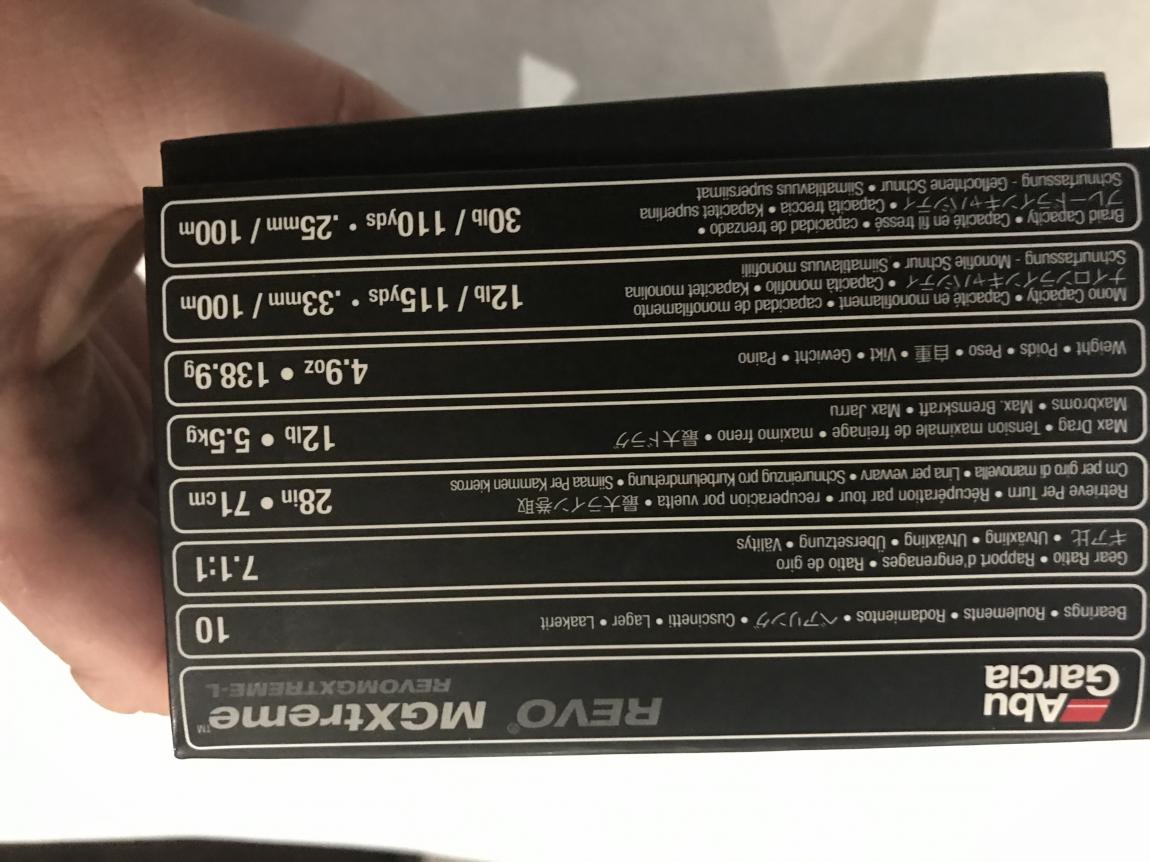 Abu
Garcia
REVO® MGXtreme™
REVOMGXTREME-L
Bearings • Roulements • Rodamientos • ベアリング • Cuscinetti • Lager • Laakerit
10
Gear Ratio • Rapport d'engrenages • Ratio de giro
ギア比 • Utväxling • Utväxling • Übersetzung • Välitys
7.1:1
Retrieve Per Turn • Récupération par tour • recuperacion por vuelta • 最大ライン巻取
Cm per giro di manovella • Lina per vevvarv • Schnureinzug pro Kurbelumdrehung • Siimaa Per Kammen kierros
28in • 71cm
Max Drag • Tension maximale de freinage • maximo freno • 最大ドラグ
Maxbroms • Max. Bremskraft • Max Jarru
12lb • 5.5kg
Weight • Poids • Peso • 自重 • Vikt • Gewicht • Paino
4.9oz • 138.9g
Mono Capacity • Capacité en monofilament • capacidad de monofilamento
ナイロンラインキャパシティ • Capacità monofilo • Kapacitet monolina
Schnurfassung - Monofile Schnur • Siimatilavuus monofiili
12lb / 115yds • .33mm / 100m
Braid Capacity • Capacité en fil tressé • capacidad de trenzado •
ブレードラインキャパシティ • Capacità treccia • Kapacitet superlina
Schnurfassung - Geflochtene Schnur • Siimatilavuus supersiimat
30lb / 110yds • .25mm / 100m